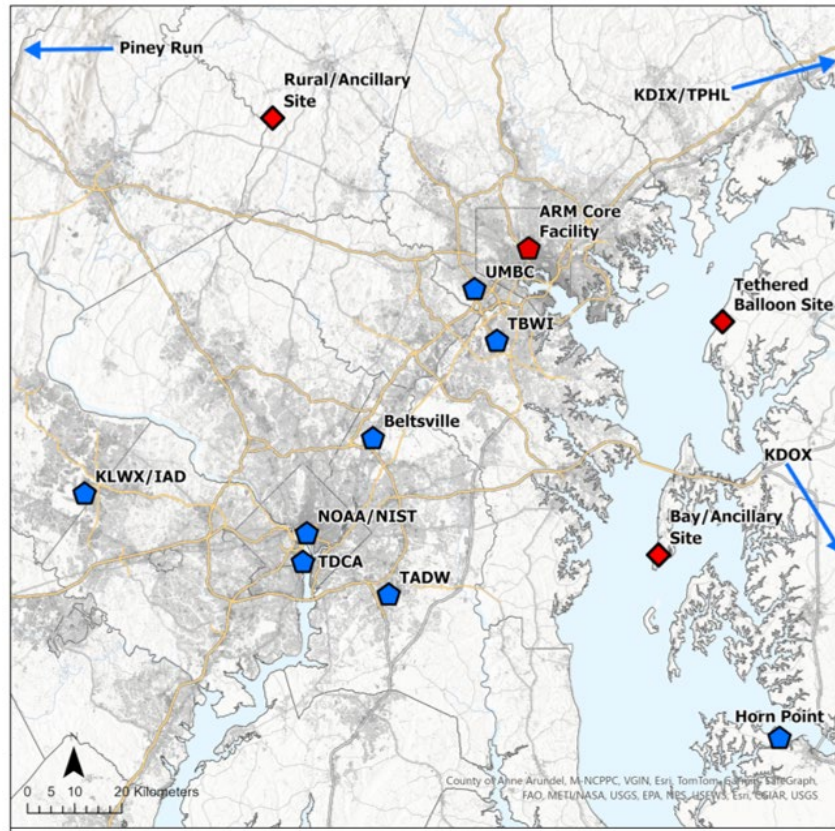 Piney Run
Rural/Ancillary
Site
KDIX/TPHL
ARM Core
Facility
UMBC
Tethered
Balloon Site
TBWI
Beltsville
KDOX
KLWX/IAD
NOAA/NIST
Bay/Ancillary
Site
TDCA
TADW
Horn Point
County of Anne Arundel, M-NCPPC, VGIN, Esri, TomTom, Garmin, SafeGraph,
FAO, METI/NASA, USGS, EPA, NPS, USFWS, Esri, CGIAR, USGS
0 5 10 20 Kilometers